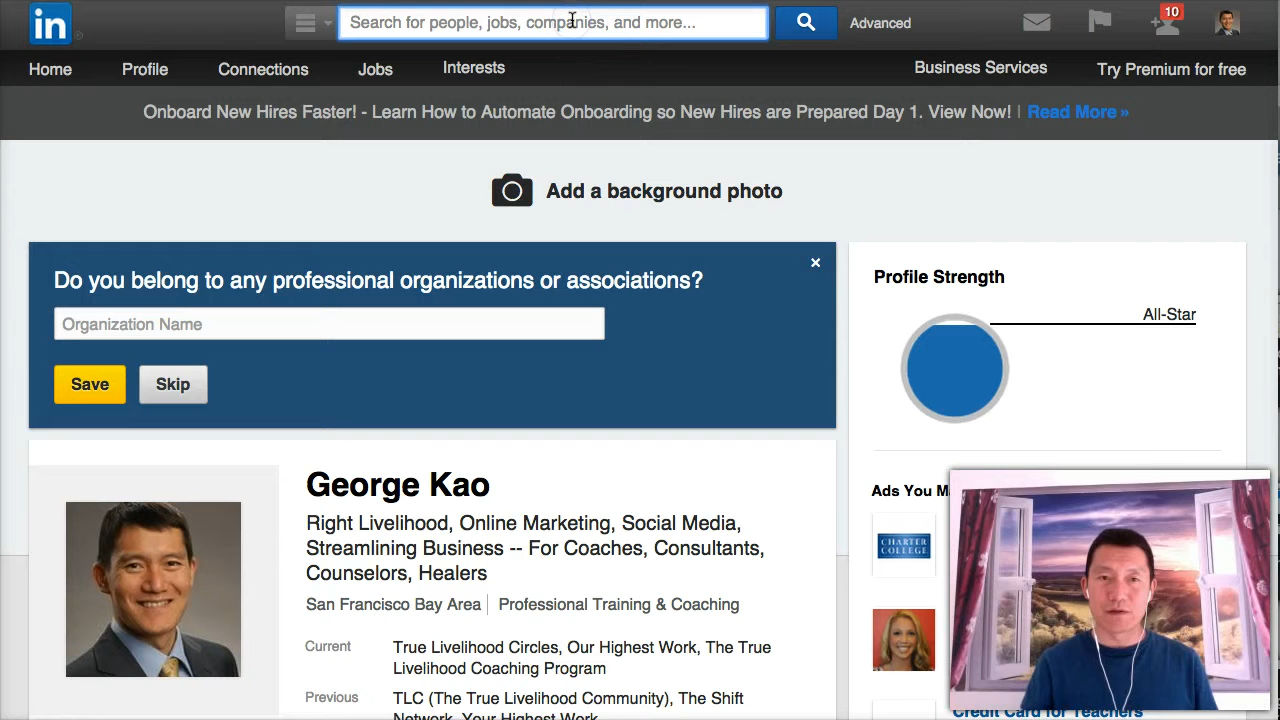 in
Search for people, jobs, companies, and more...
Advanced
10
Home
Profile
Connections
Jobs
Interests
Business Services
Try Premium for free
Onboard New Hires Faster! - Learn How to Automate Onboarding so New Hires are Prepared Day 1. View Now! | Read More »
Add a background photo
Do you belong to any professional organizations or associations?
×
Organization Name
Save
Skip
Profile Strength
All-Star
George Kao
Right Livelihood, Online Marketing, Social Media,
Streamlining Business -- For Coaches, Consultants,
Counselors, Healers
San Francisco Bay Area
Professional Training & Coaching
Current
True Livelihood Circles, Our Highest Work, The True
Livelihood Coaching Program
Previous
TLC (The True Livelihood Community), The Shift
Network, Your Highest Work
Ads You M
CHARTER
COLLEGE
Credit Card for Teachers